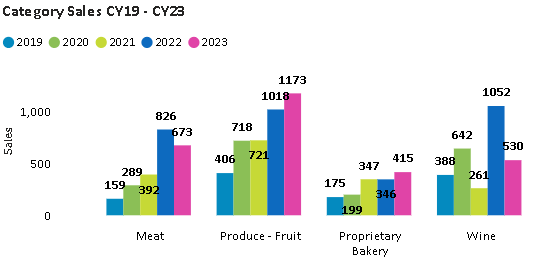 Category Sales CY19 - CY23
2019 2020 2021 2022 2023
Sales
1,000
500
0
159 289 392 826 673
406 718 721 1018 1173
175 199 347 346 415
388 642 261 1052 530
Meat
Produce - Fruit
Proprietary
Bakery
Wine